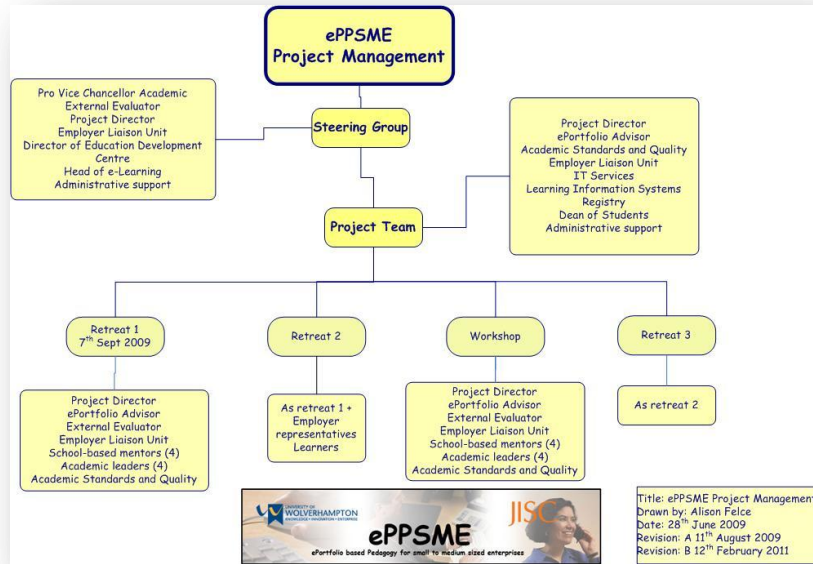 ePPSME
Project Management
Pro Vice Chancellor Academic
External Evaluator
Project Director
Employer Liaison Unit
Director of Education Development
Centre
Head of e-Learning
Administrative support
Steering Group
Project Director
ePortfolio Advisor
Academic Standards and Quality
Employer Liaison Unit
IT Services
Learning Information Systems
Registry
Dean of Students
Administrative support
Project Team
Retreat 1
7th Sept 2009
Retreat 2
Workshop
Retreat 3
Project Director
ePortfolio Advisor
External Evaluator
Employer Liaison Unit
School-based mentors (4)
Academic leaders (4)
Academic Standards and Quality
As retreat 1 +
Employer
representatives
Learners
Project Director
ePortfolio Advisor
External Evaluator
Employer Liaison Unit
School-based mentors (4)
Academic leaders (4)
Academic Standards and Quality
As retreat 2
UNIVERSITY OF
WOLVERHAMPTON
KNOWLEDGE • INNOVATION • ENTERPRISE
JISC
ePPSME
ePortfolio based Pedagogy for small to medium sized enterprises
Title: ePPSME Project Management
Drawn by: Alison Felce
Date: 28th June 2009
Revision: A 11th August 2009
Revision: B 12th February 2011